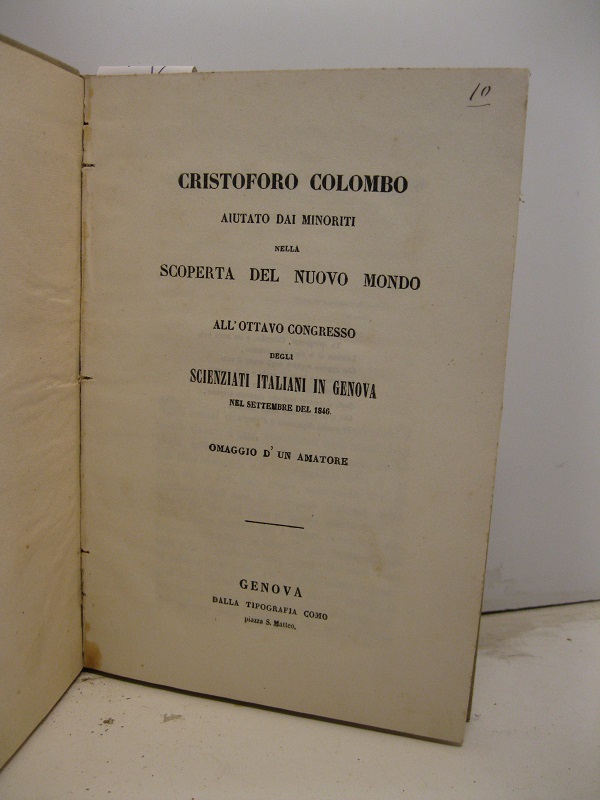 10
CRISTOFORO COLOMBO
AIUTATO DAI MINORITI
NELLA
SCOPERTA DEL NUOVO MONDO
ALL'OTTAVO CONGRESSO
DEGLI
SCIENZIATI ITALIANI IN GENOVA
NEL SETTEMBRE DEL 1846.
OMAGGIO D'UN AMATORE
GENOVA
DALLA TIPOGRAFIA COMO
piazza S. Matteo.